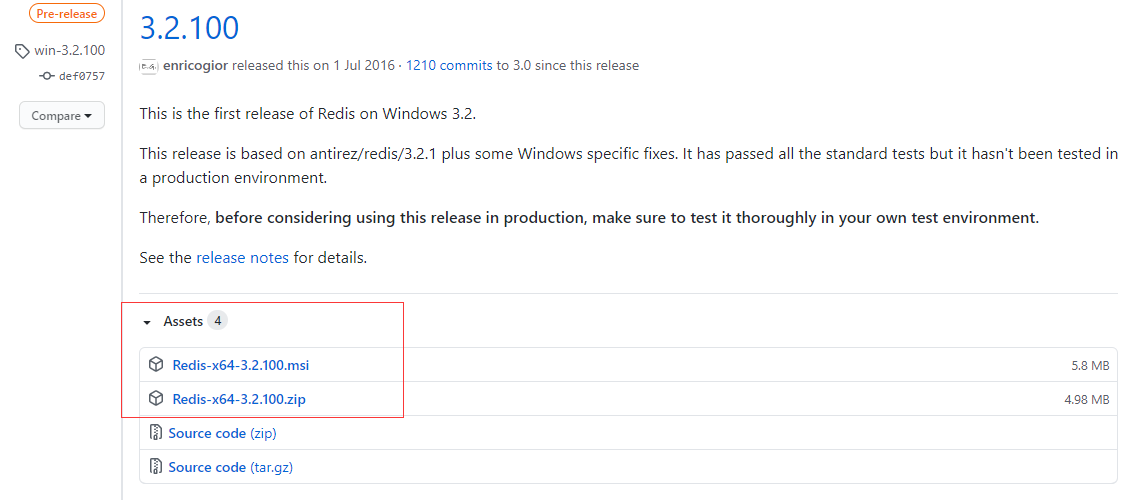 Pre-release
win-3.2.100
def0757
Compare
3.2.100
enricogior released this on 1 Jul 2016 · 1210 commits to 3.0 since this release
This is the first release of Redis on Windows 3.2.
This release is based on antirez/redis/3.2.1 plus some Windows specific fixes. It has passed all the standard tests but it hasn't been tested in
a production environment.
Therefore, before considering using this release in production, make sure to test it thoroughly in your own test environment.
See the release notes for details.
Assets 4
Redis-x64-3.2.100.msi 5.8 MB
Redis-x64-3.2.100.zip 4.98 MB
Source code (zip)
Source code (tar.gz)